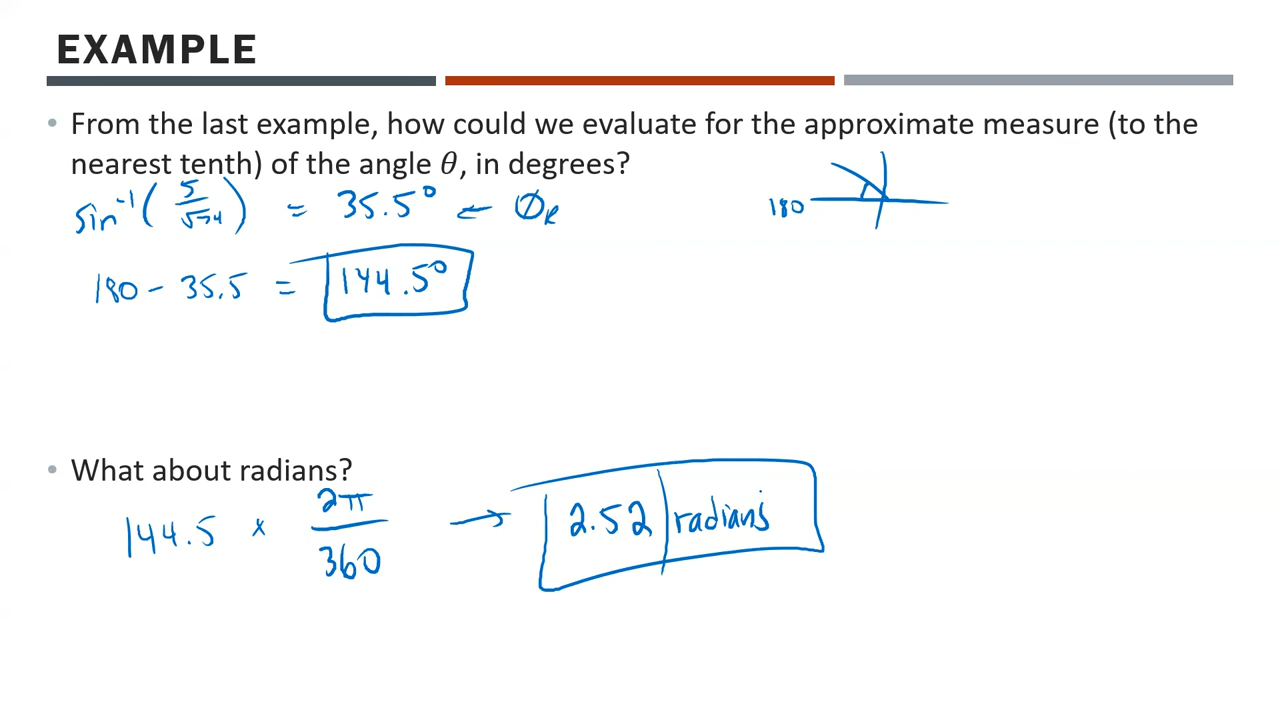 EXAMPLE
• From the last example, how could we evaluate for the approximate measure (to the
nearest tenth) of the angle θ, in degrees?
180
sin⁻¹(5/√74) = 35.5° ← θR
180 - 35.5 = 144.5°
• What about radians?
144.5 × 2π/360 → 2.52 radians